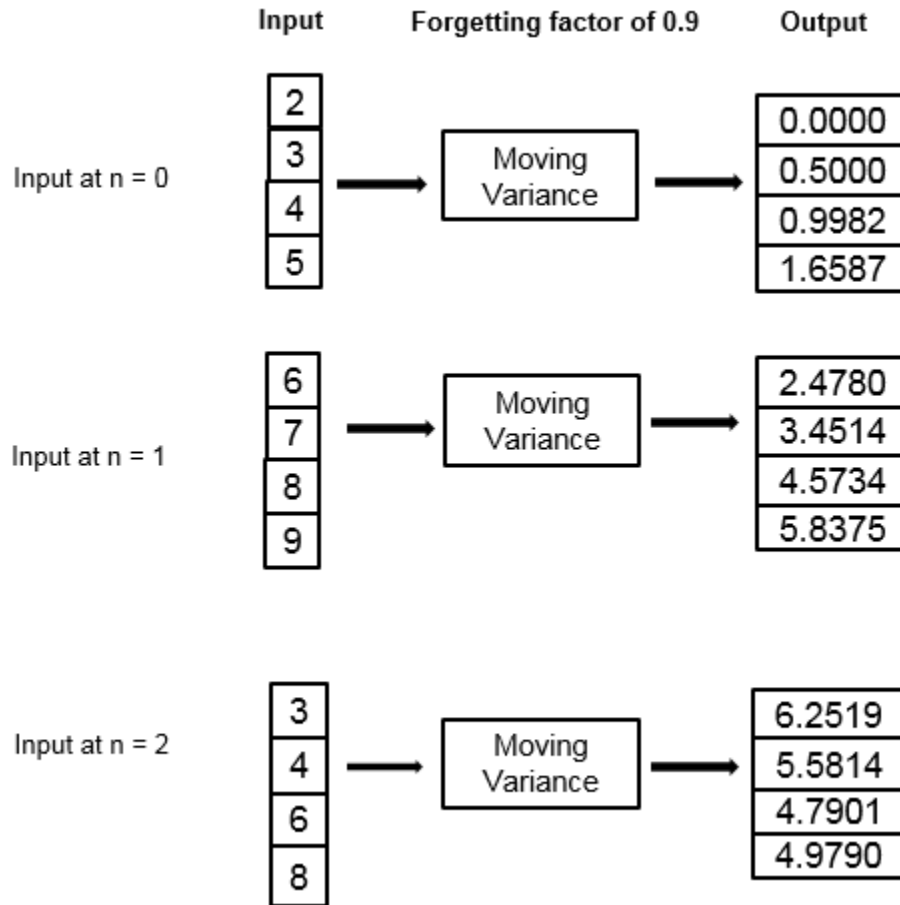 Input Forgetting factor of 0.9 Output
Input at n = 0
2
3
4
5
Moving
Variance
0.0000
0.5000
0.9982
1.6587
Input at n = 1
6
7
8
9
Moving
Variance
2.4780
3.4514
4.5734
5.8375
Input at n = 2
3
4
6
8
Moving
Variance
6.2519
5.5814
4.7901
4.9790